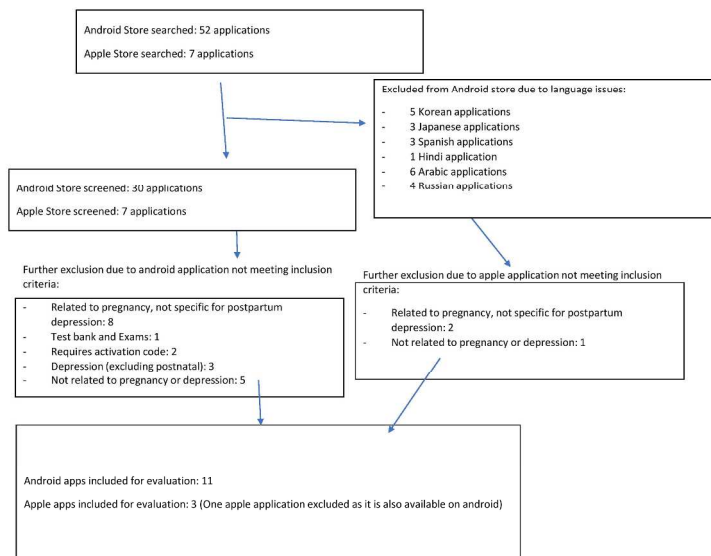 Android Store searched: 52 applications
Apple Store searched: 7 applications
Excluded from Android store due to language issues:
- 5 Korean applications
- 3 Japanese applications
- 3 Spanish applications
- 1 Hindi application
- 6 Arabic applications
- 4 Russian applications
Android Store screened: 30 applications
Apple Store screened: 7 applications
Further exclusion due to android application not meeting inclusion
criteria:
- Related to pregnancy, not specific for postpartum
depression: 8
- Test bank and Exams: 1
- Requires activation code: 2
- Depression (excluding postnatal): 3
- Not related to pregnancy or depression: 5
Further exclusion due to apple application not meeting inclusion
criteria:
- Related to pregnancy, not specific for postpartum
depression: 2
- Not related to pregnancy or depression: 1
Android apps included for evaluation: 11
Apple apps included for evaluation: 3 (One apple application excluded as it is also available on android)